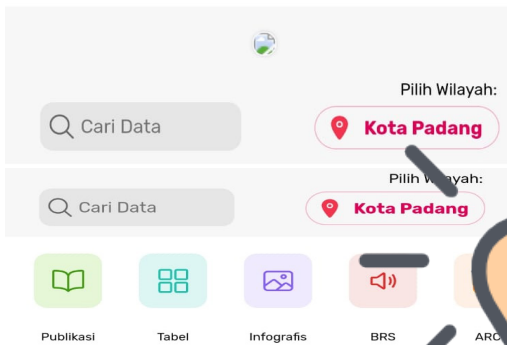 Pilih Wilayah:
Cari Data
Kota Padang
Pilih Wilayah:
Cari Data
Kota Padang
Publikasi
Tabel
Infografis
BRS